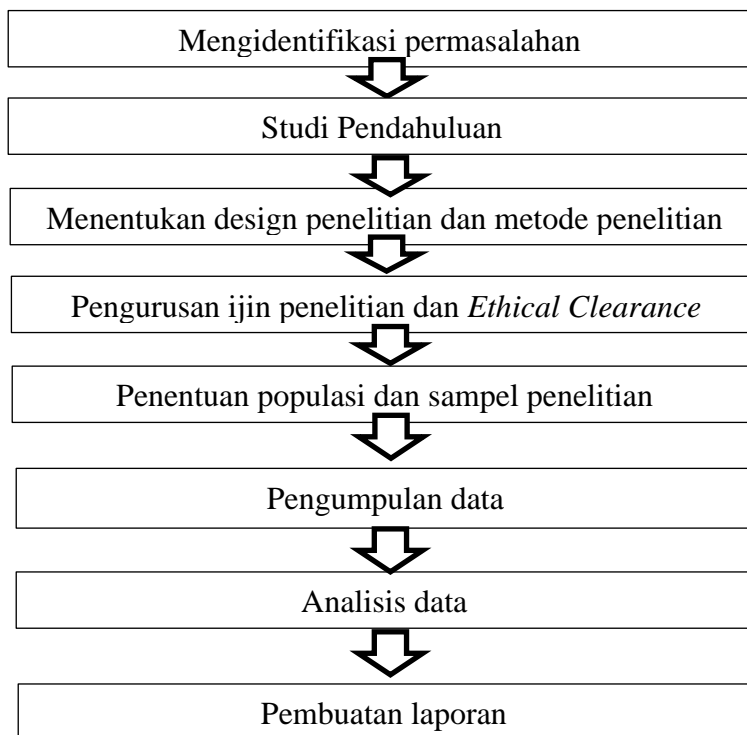 Mengidentifikasi permasalahan
Studi Pendahuluan
Menentukan design penelitian dan metode penelitian
Pengurusan ijin penelitian dan Ethical Clearance
Penentuan populasi dan sampel penelitian
Pengumpulan data
Analisis data
Pembuatan laporan